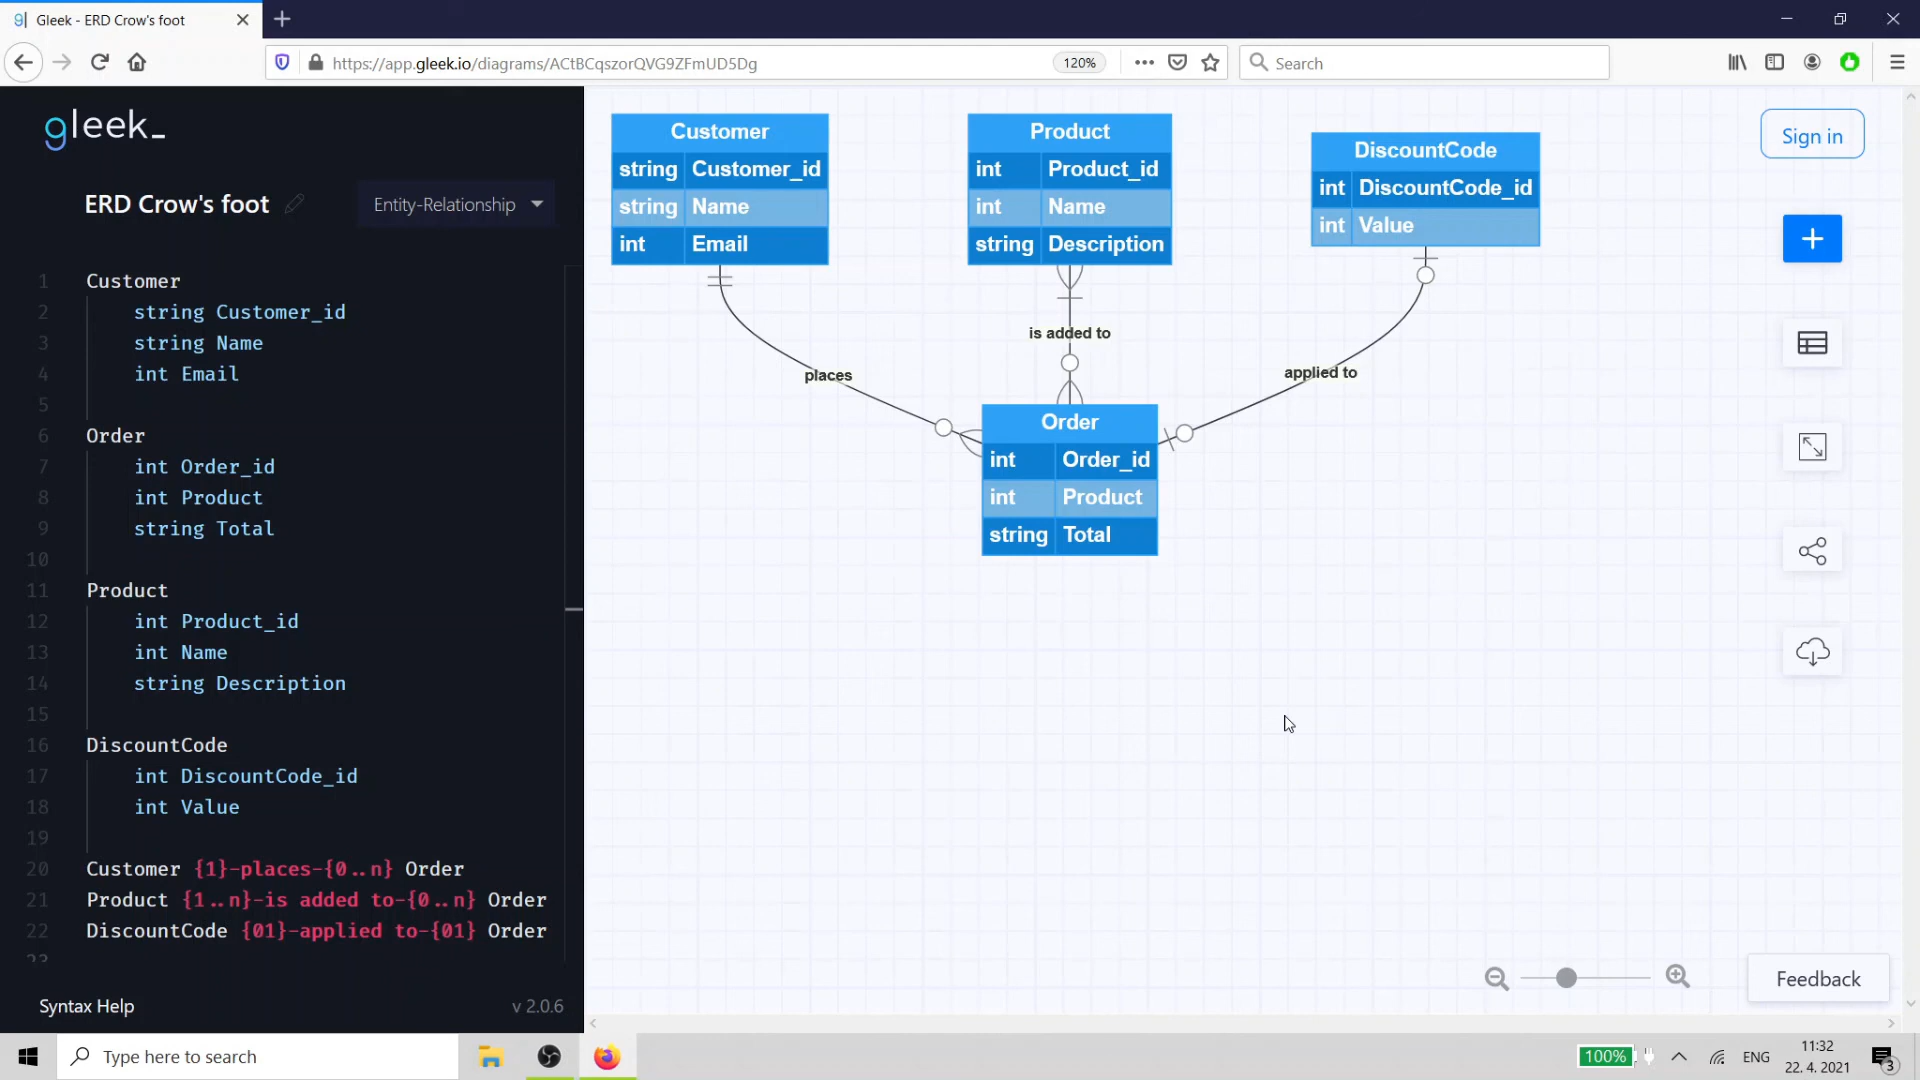 Gleek - ERD Crow's foot
https://app.gleek.io/diagrams/ACtBCqszorQVG9ZFmUD5Dg
120%
Search
gleek_
ERD Crow's foot
Entity-Relationship
1 Customer
2 string Customer_id
3 string Name
4 int Email
5
6 Order
7 int Order_id
8 int Product
9 string Total
10
11 Product
12 int Product_id
13 int Name
14 string Description
15
16 DiscountCode
17 int DiscountCode_id
18 int Value
19
20 Customer {1}-places-{0..n} Order
21 Product {1..n}-is added to-{0..n} Order
22 DiscountCode {01}-applied to-{01} Order
23
Syntax Help
v 2.0.6
Customer
string Customer_id
string Name
int Email
Product
int Product_id
int Name
string Description
DiscountCode
int DiscountCode_id
int Value
places
is added to
applied to
Order
int Order_id
int Product
string Total
Sign in
Feedback
Type here to search
100%
ENG
11:32
22. 4. 2021
3